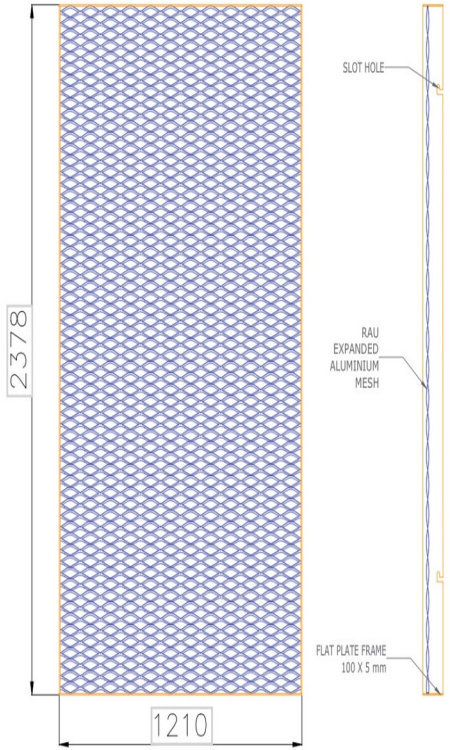 SLOT HOLE
2378
RAU
EXPANDED
ALUMINIUM
MESH
FLAT PLATE FRAME
100 X 5 mm
1210